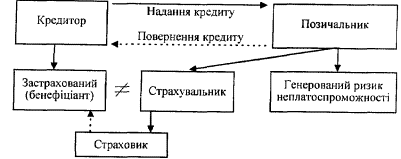 Кредитор
Надання кредиту
Позичальник
Повернення кредиту
Застрахований
(бенефіціант)
≠
Страхувальник
Генерований ризик
неплатоспроможності
Страховик